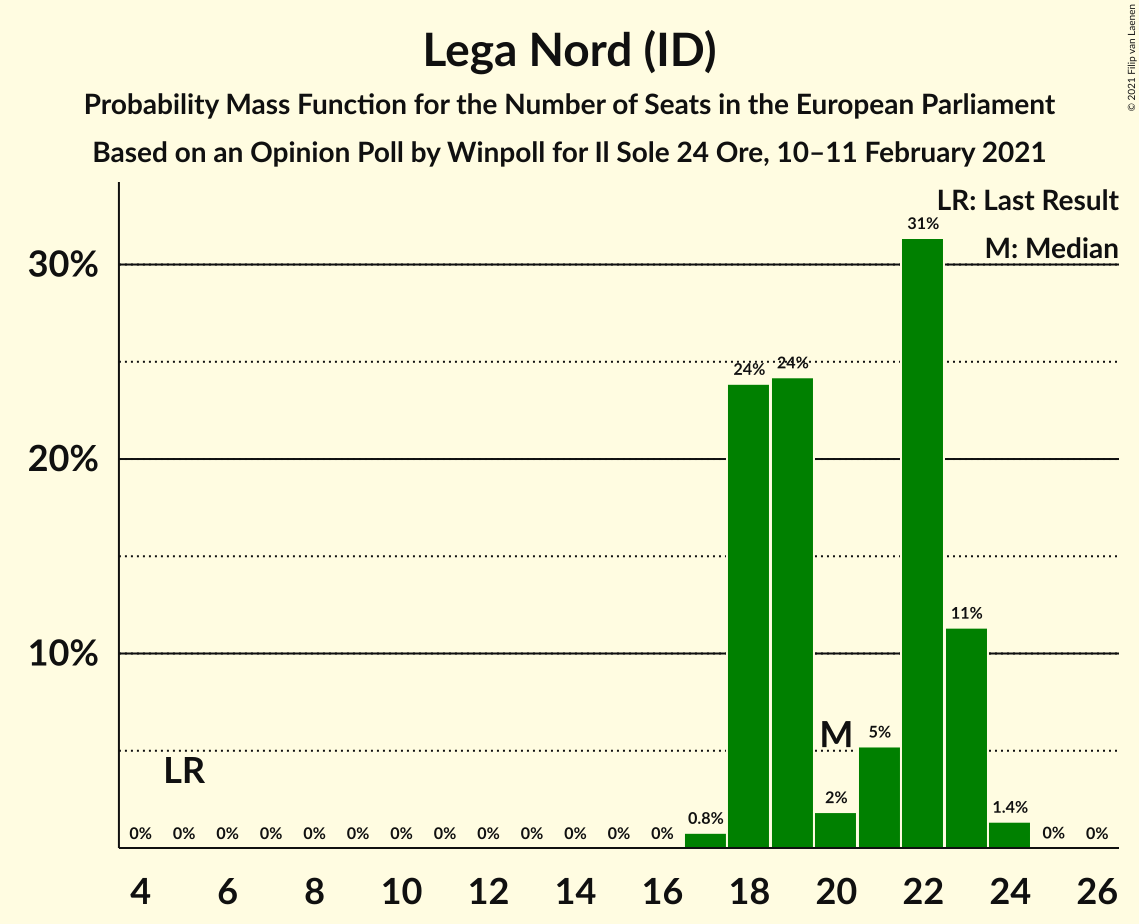 Lega Nord (ID)
Probability Mass Function for the Number of Seats in the European Parliament
Based on an Opinion Poll by Winpoll for Il Sole 24 Ore, 10–11 February 2021
© 2021 Filip van Laenen
LR: Last Result
M: Median
30%
20%
10%
31%
24%
24%
11%
M
5%
LR
2%
0.8%
1.4%
0% 0% 0% 0% 0% 0% 0% 0% 0% 0% 0% 0% 0% 0% 0%
4 6 8 10 12 14 16 18 20 22 24 26